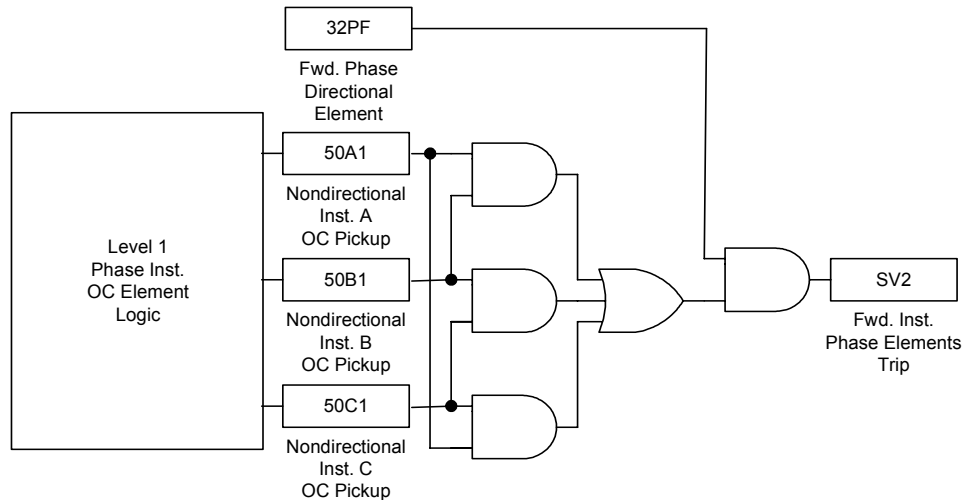 32PF
Fwd. Phase
Directional
Element
50A1
Nondirectional
Inst. A
OC Pickup
Level 1
Phase Inst.
OC Element
Logic
50B1
Nondirectional
Inst. B
OC Pickup
SV2
Fwd. Inst.
Phase Elements
Trip
50C1
Nondirectional
Inst. C
OC Pickup